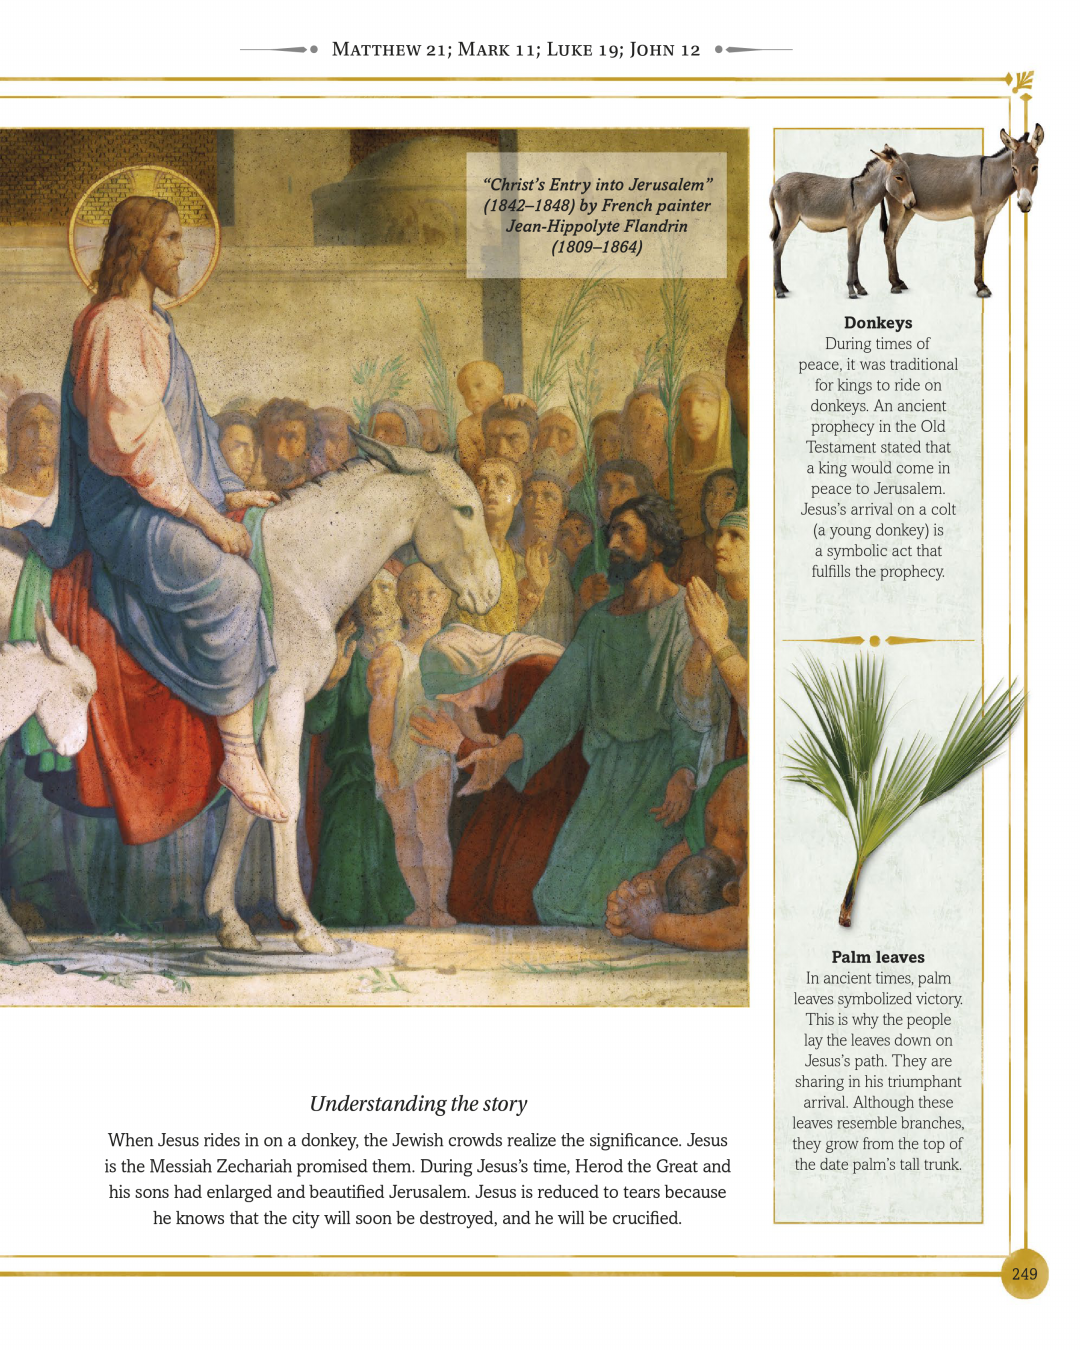 MATTHEW 21; MARK 11; LUKE 19; JOHN 12
“Christ’s Entry into Jerusalem”
(1842–1848) by French painter
Jean-Hippolyte Flandrin
(1809–1864)
Donkeys
During times of
peace, it was traditional
for kings to ride on
donkeys. An ancient
prophecy in the Old
Testament stated that
a king would come in
peace to Jerusalem.
Jesus’s arrival on a colt
(a young donkey) is
a symbolic act that
fulfills the prophecy.
Palm leaves
In ancient times, palm
leaves symbolized victory.
This is why the people
lay the leaves down on
Jesus’s path. They are
sharing in his triumphant
arrival. Although these
leaves resemble branches,
they grow from the top of
the date palm’s tall trunk.
Understanding the story
When Jesus rides in on a donkey, the Jewish crowds realize the significance. Jesus
is the Messiah Zechariah promised them. During Jesus’s time, Herod the Great and
his sons had enlarged and beautified Jerusalem. Jesus is reduced to tears because
he knows that the city will soon be destroyed, and he will be crucified.
249